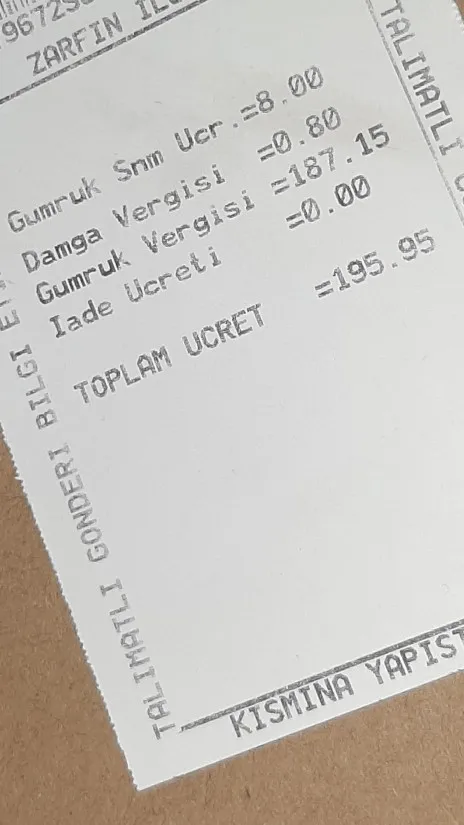 ZARFIN
Gumruk Snm Ucr.=8.00
Damga Vergisi =0.80
Gumruk Vergisi =187.15
Iade Ucreti =0.00
TOPLAM UCRET =195.95
TALIMATLI GONDERI BILGI
TALIMATLI
KISMINA